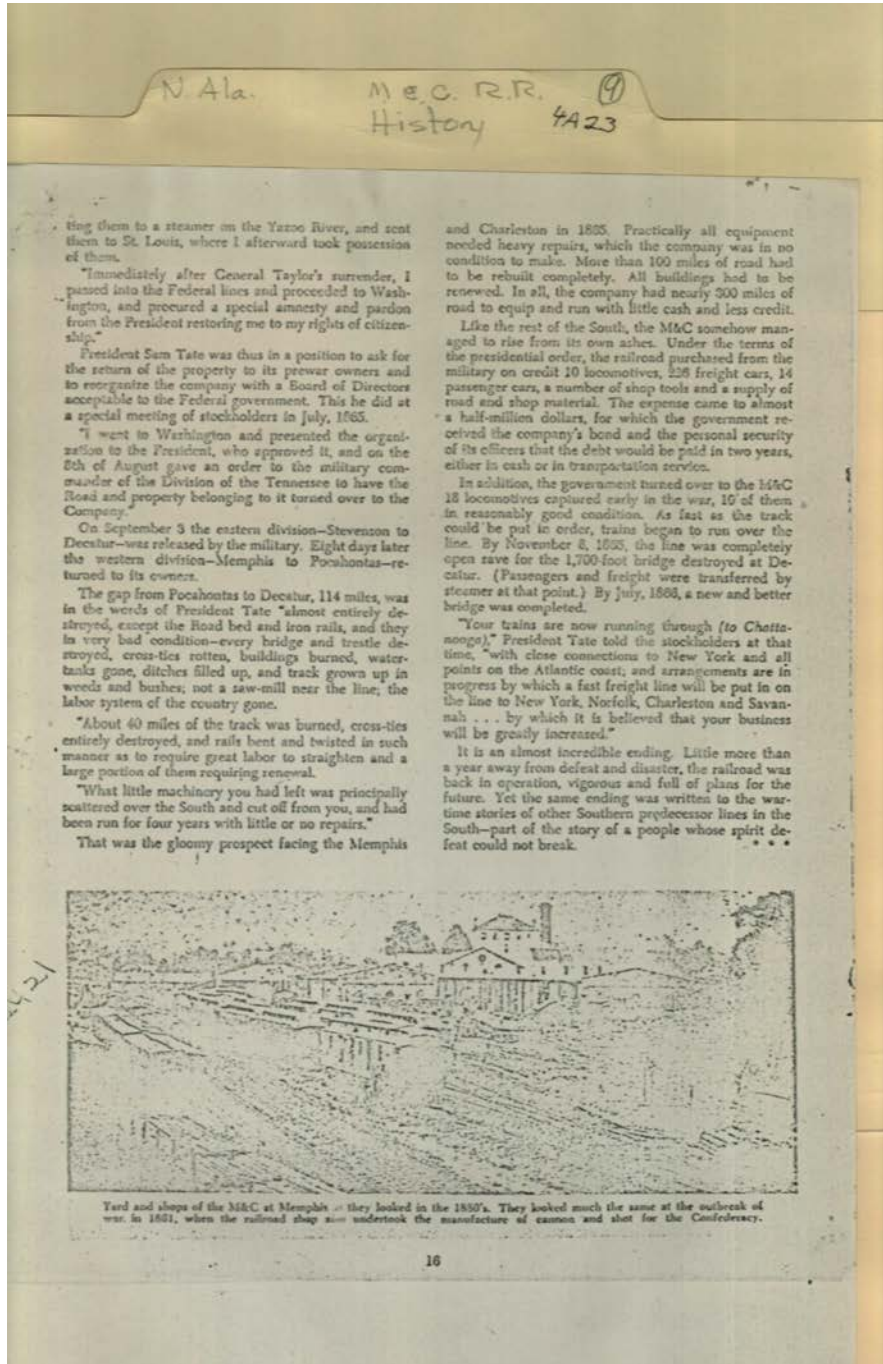 N. Ala. M & C. R.R. 9
History 4A23
ting them to a steamer on the Yazoo River, and sent
them to St. Louis, where I afterward took possession
of them.
"Immediately after General Taylor's surrender, I
passed into the Federal lines and proceeded to Wash-
ington, and procured a special amnesty and pardon
from the President restoring me to my rights of citizen-
ship."
President Sam Tate was thus in a position to ask for
the return of the property to its prewar owners and
to reorganize the company with a Board of Directors
acceptable to the Federal government. This he did at
a special meeting of stockholders in July, 1865.
"I went to Washington and presented the organi-
zation to the President, who approved it, and on the
8th of August gave an order to the military com-
mander of the Division of the Tennessee to have the
Road and property belonging to it turned over to the
Company."
On September 3 the eastern division—Stevenson to
Decatur—was released by the military. Eight days later
the western division—Memphis to Pocahontas—re-
turned to its owners.
The gap from Pocahontas to Decatur, 114 miles, was
in the words of President Tate "almost entirely de-
stroyed, except the Road bed and iron rails, and they
in very bad condition—every bridge and trestle de-
stroyed, cross-ties rotten, buildings burned, water-
tanks gone, ditches filled up, and track grown up in
weeds and bushes; not a saw-mill near the line; the
labor system of the country gone.
"About 40 miles of the track was burned, cross-ties
entirely destroyed, and rails bent and twisted in such
manner as to require great labor to straighten and a
large portion of them requiring renewal.
"What little machinery you had left was principally
scattered over the South and cut off from you, and had
been run for four years with little or no repairs."
That was the gloomy prospect facing the Memphis
and Charleston in 1865. Practically all equipment
needed heavy repairs, which the company was in no
condition to make. More than 100 miles of road had
to be rebuilt completely. All buildings had to be
renewed. In all, the company had nearly 300 miles of
road to equip and run with little cash and less credit.
Like the rest of the South, the M&C somehow man-
aged to rise from its own ashes. Under the terms of
the presidential order, the railroad purchased from the
military on credit 10 locomotives, 226 freight cars, 14
passenger cars, a number of shop tools and a supply of
road and shop material. The expense came to almost
a half-million dollars, for which the government re-
ceived the company's bond and the personal security
of its officers that the debt would be paid in two years,
either in cash or in transportation service.
In addition, the government turned over to the M&C
18 locomotives captured early in the war, 10 of them
in reasonably good condition. As fast as the track
could be put in order, trains began to run over the
line. By November 6, 1865, the line was completely
open save for the 1,700-foot bridge destroyed at De-
catur. (Passengers and freight were transferred by
steamer at that point.) By July, 1866, a new and better
bridge was completed.
"Your trains are now running through (to Chatta-
nooga)," President Tate told the stockholders at that
time, "with close connections to New York and all
points on the Atlantic coast; and arrangements are in
progress by which a fast freight line will be put in on
the line to New York, Norfolk, Charleston and Savan-
nah . . . by which it is believed that your business
will be greatly increased."
It is an almost incredible ending. Little more than
a year away from defeat and disaster, the railroad was
back in operation, vigorous and full of plans for the
future. Yet the same ending was written to the war-
time stories of other Southern predecessor lines in the
South—part of the story of a people whose spirit de-
feat could not break. * * *
Yard and shops of the M&C at Memphis as they looked in the 1850's. They looked much the same at the outbreak of
war in 1861, when the railroad shop undertook the manufacture of cannon and shot for the Confederacy.
16